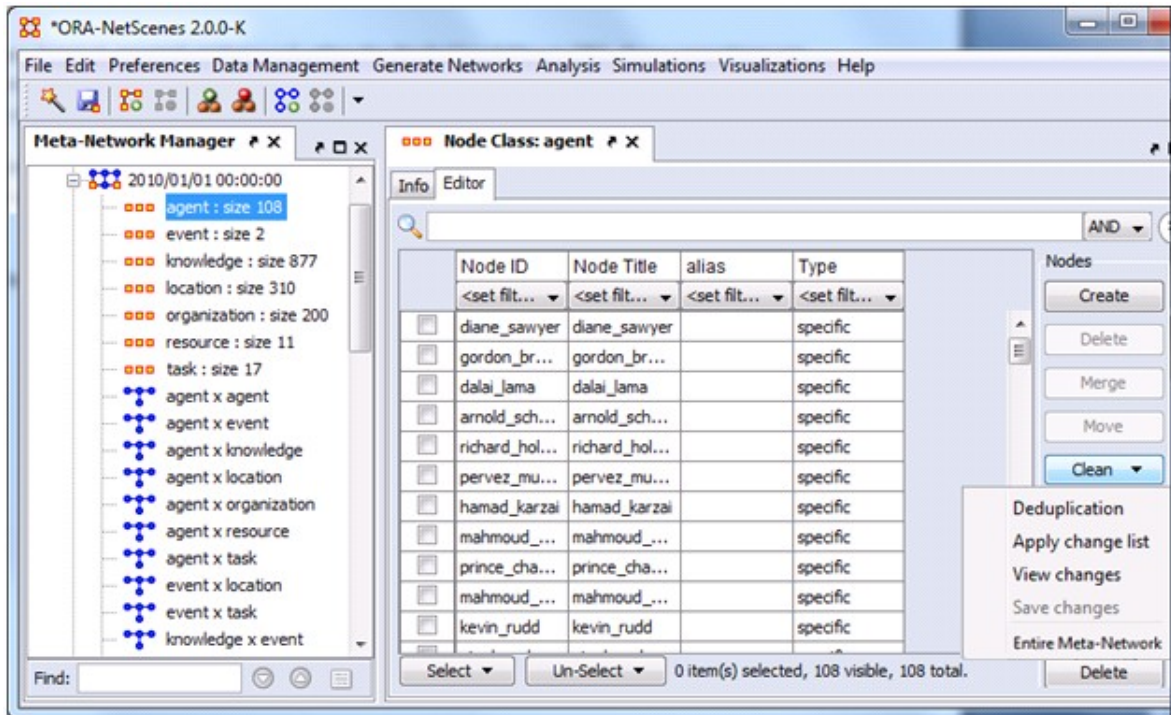 *ORA-NetScenes 2.0.0-K
File Edit Preferences Data Management Generate Networks Analysis Simulations Visualizations Help
Meta-Network Manager
2010/01/01 00:00:00
agent : size 108
event : size 2
knowledge : size 877
location : size 310
organization : size 200
resource : size 11
task : size 17
agent x agent
agent x event
agent x knowledge
agent x location
agent x organization
agent x resource
agent x task
event x location
event x task
knowledge x event
Find:
Node Class: agent
Info Editor
AND
Node ID Node Title alias Type
<set filt... <set filt... <set filt... <set filt...
diane_sawyer diane_sawyer specific
gordon_br... gordon_br... specific
dalai_lama dalai_lama specific
arnold_sch... arnold_sch... specific
richard_hol... richard_hol... specific
pervez_mu... pervez_mu... specific
hamad_karzai hamad_karzai specific
mahmoud_... mahmoud_... specific
prince_cha... prince_cha... specific
mahmoud_... mahmoud_... specific
kevin_rudd kevin_rudd specific
Select Un-Select 0 item(s) selected, 108 visible, 108 total.
Nodes
Create
Delete
Merge
Move
Clean
Deduplication
Apply change list
View changes
Save changes
Entire Meta-Network
Delete